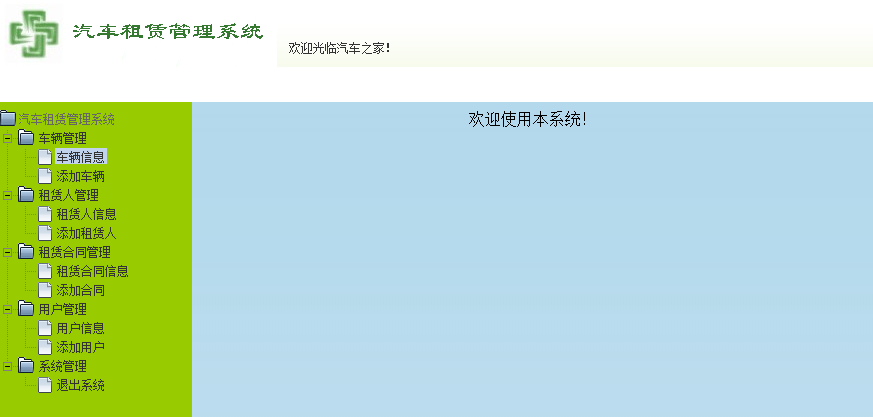 汽车租赁管理系统
欢迎光临汽车之家!
汽车租赁管理系统
欢迎使用本系统!
车辆管理
车辆信息
添加车辆
租赁人管理
租赁人信息
添加租赁人
租赁合同管理
租赁合同信息
添加合同
用户管理
用户信息
添加用户
系统管理
退出系统